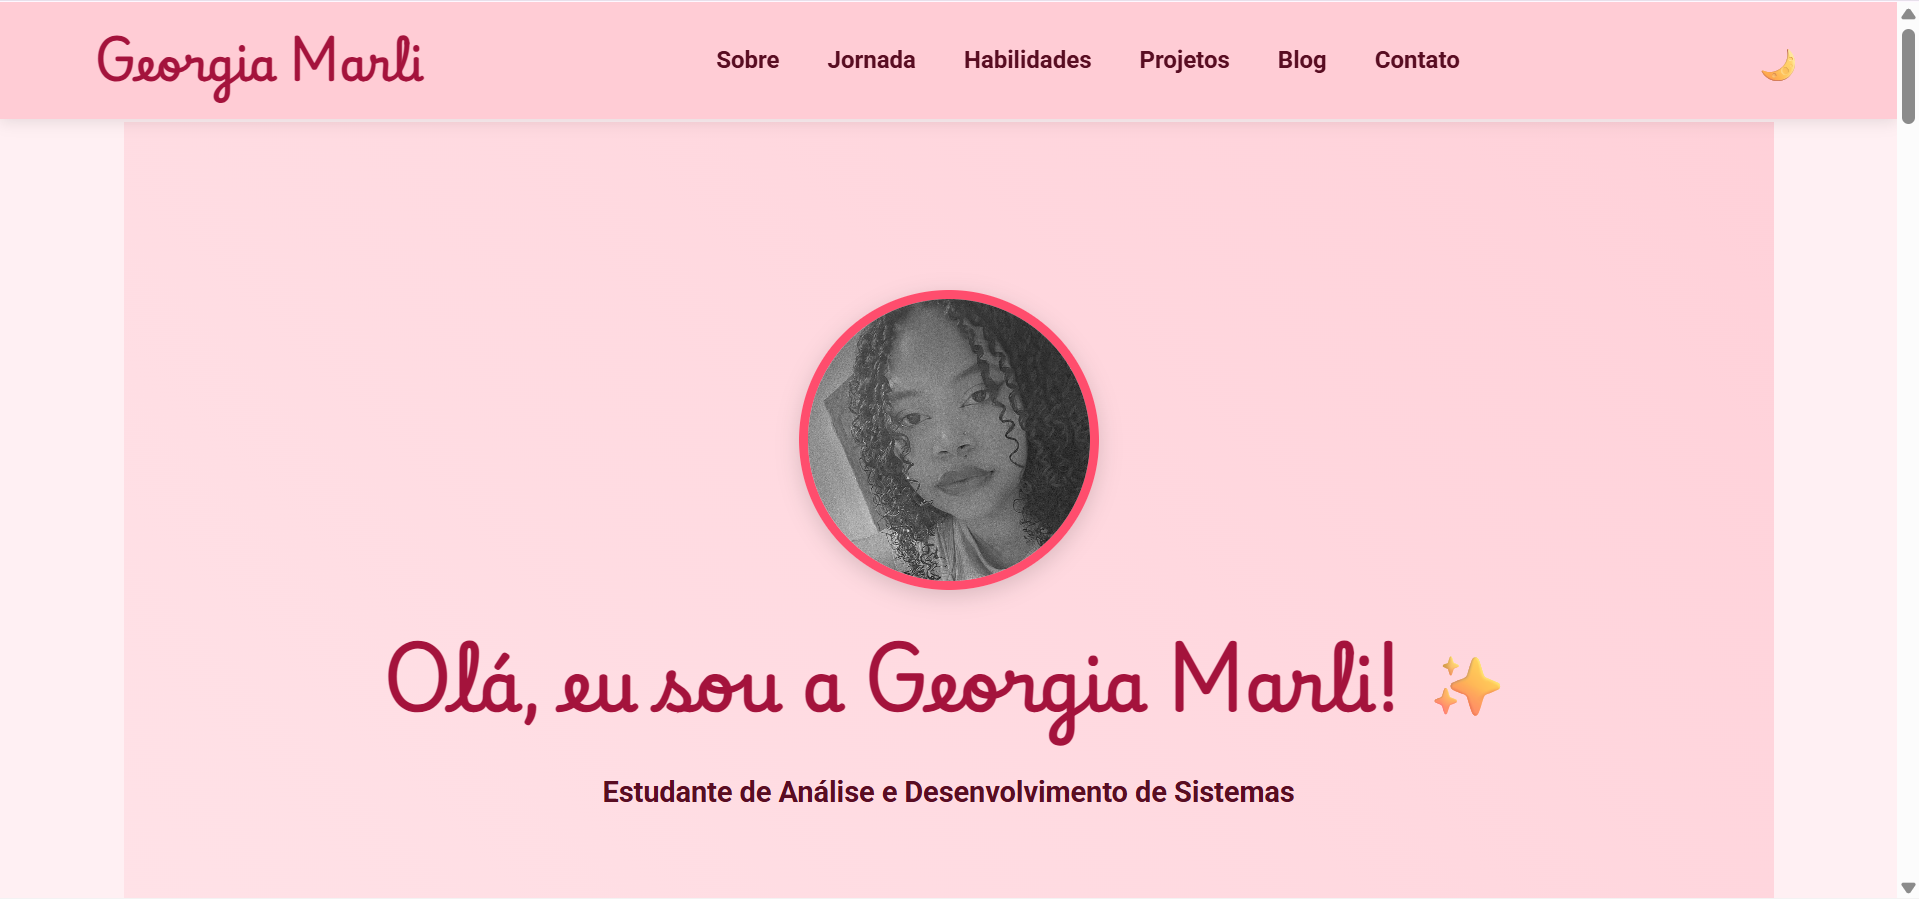 Georgia Marli
Sobre Jornada Habilidades Projetos Blog Contato
Olá, eu sou a Georgia Marli! ✨
Estudante de Análise e Desenvolvimento de Sistemas